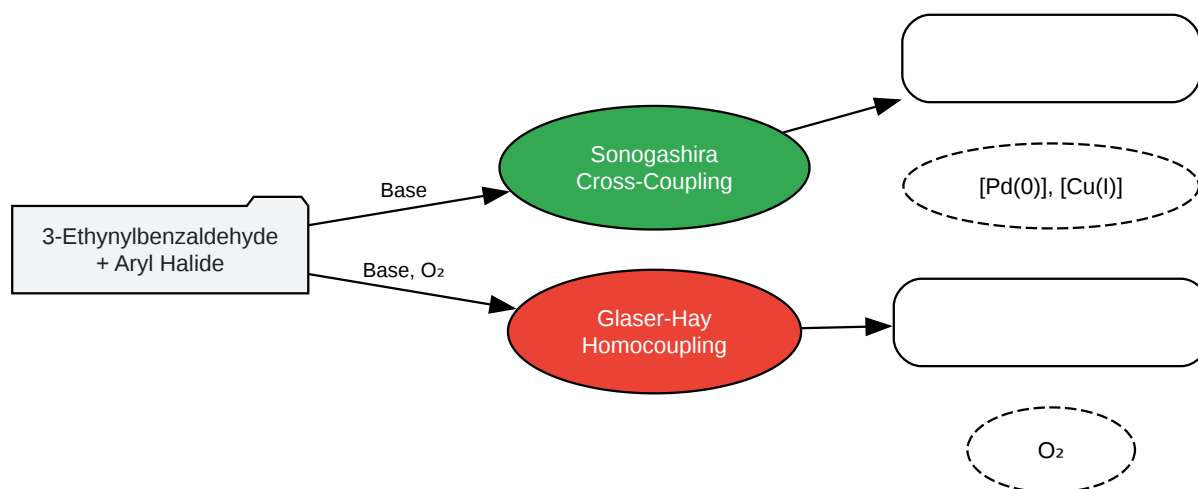 3-Ethynylbenzaldehyde
+ Aryl Halide
Base
Base, O₂
Sonogashira
Cross-Coupling
Glaser-Hay
Homocoupling
[Pd(0)], [Cu(I)]
O₂